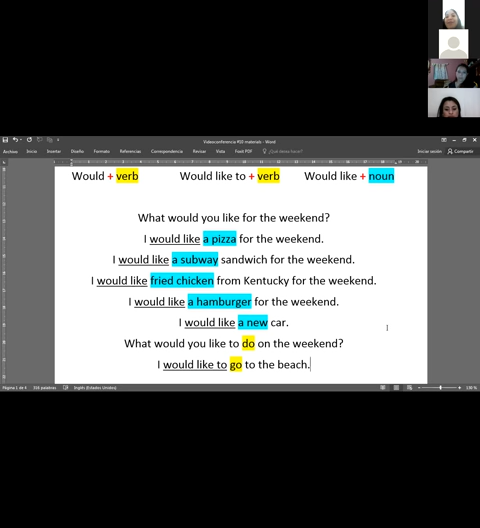 Videoconferencia #10 materials - Word
Archivo Inicio Insertar Diseño Formato Referencias Correspondencia Revisar Vista Foxit PDF ¿Qué desea hacer? Iniciar sesión Compartir
Would + verb Would like to + verb Would like + noun
What would you like for the weekend?
I would like a pizza for the weekend.
I would like a subway sandwich for the weekend.
I would like fried chicken from Kentucky for the weekend.
I would like a hamburger for the weekend.
I would like a new car.
What would you like to do on the weekend?
I would like to go to the beach.
Página 1 de 4 palabras Inglés (Estados Unidos) 130 %